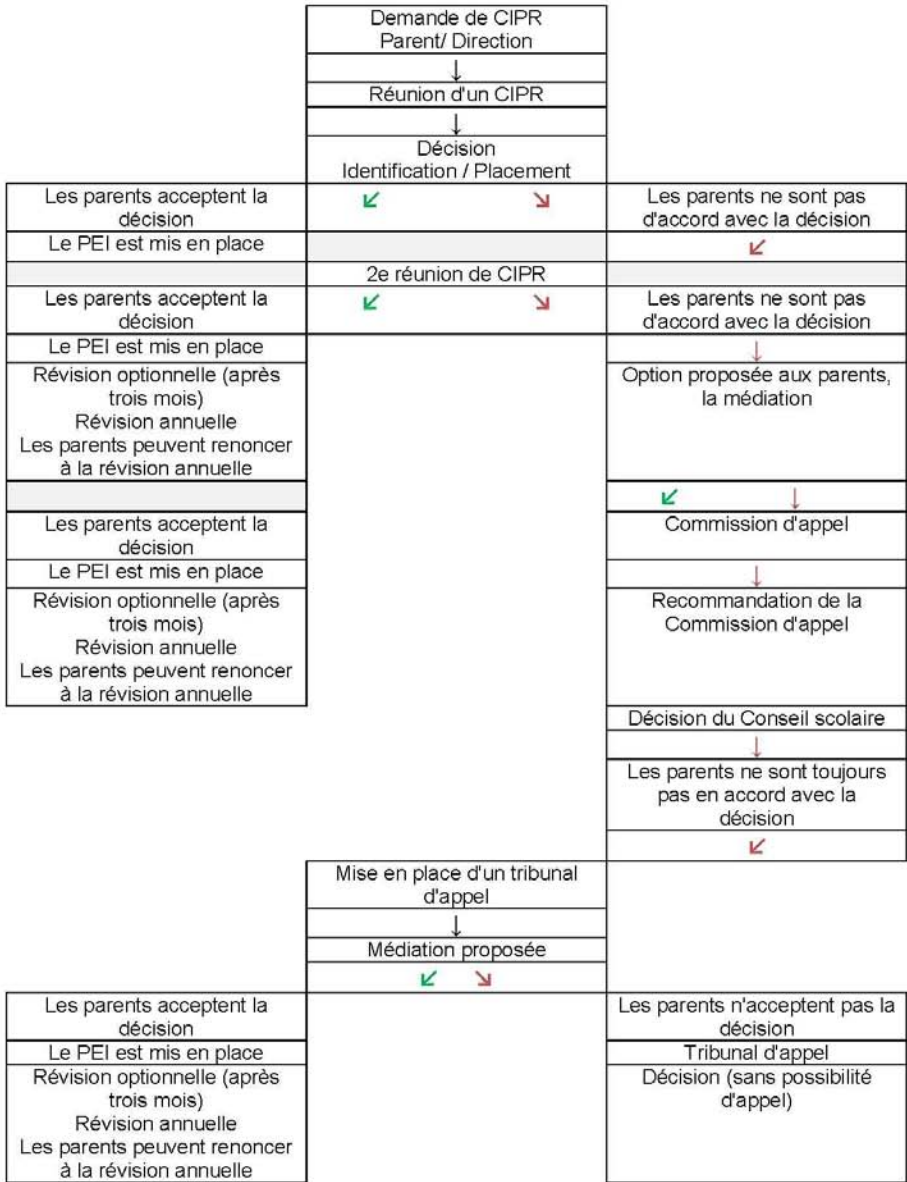 Demande de CIPR
Parent/ Direction
↓
Réunion d'un CIPR
↓
Décision
Identification / Placement
Les parents acceptent la
décision
↙ ↘
Les parents ne sont pas
d'accord avec la décision
Le PEI est mis en place
↙
2e réunion de CIPR
Les parents acceptent la
décision
↙ ↘
Les parents ne sont pas
d'accord avec la décision
Le PEI est mis en place
↓
Révision optionnelle (après
trois mois)
Révision annuelle
Les parents peuvent renoncer
à la révision annuelle
Option proposée aux parents,
la médiation
↙ ↓
Les parents acceptent la
décision
Commission d'appel
Le PEI est mis en place
↓
Révision optionnelle (après
trois mois)
Révision annuelle
Les parents peuvent renoncer
à la révision annuelle
Recommandation de la
Commission d'appel
Décision du Conseil scolaire
↓
Les parents ne sont toujours
pas en accord avec la
décision
↙
Mise en place d'un tribunal
d'appel
↓
Médiation proposée
↙ ↘
Les parents acceptent la
décision
Les parents n'acceptent pas la
décision
Le PEI est mis en place
Tribunal d'appel
Révision optionnelle (après
trois mois)
Révision annuelle
Les parents peuvent renoncer
à la révision annuelle
Décision (sans possibilité
d'appel)